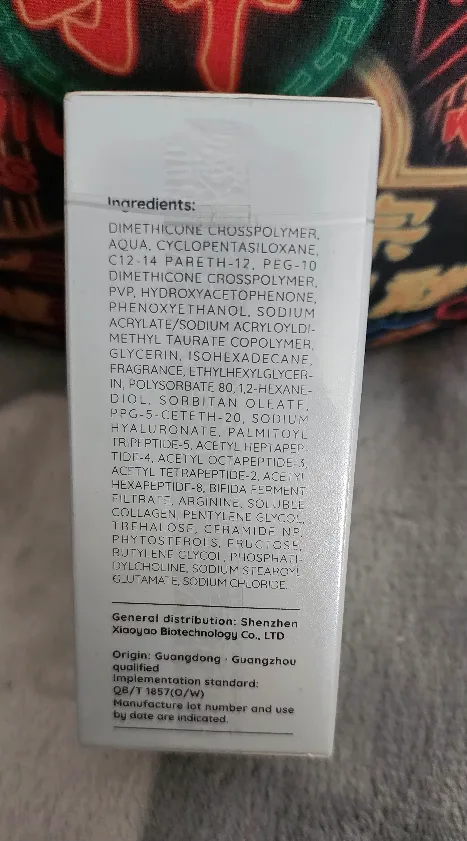 Ingredients:
DIMETHICONE CROSSPOLYMER,
AQUA, CYCLOPENTASILOXANE,
C12-14 PARETH-12, PEG-10
DIMETHICONE CROSSPOLYMER,
PVP, HYDROXYACETOPHENONE,
PHENOXYETHANOL, SODIUM
ACRYLATE/SODIUM ACRYLOYLDI-
METHYL TAURATE COPOLYMER,
GLYCERIN, ISOHEXADECANE,
FRAGRANCE, ETHYLHEXYLGLYCER-
IN, POLYSORBATE 80,1,2-HEXANE-
DIOL, SORBITAN OLEATE,
PPG-5-CETETH-20, SODIUM
HYALURONATE, PALMITOYL
TRIPEPTIDE-5, ACETYL HEPTAPEP-
TIDE-4, ACETYL OCTAPEPTIDE-3,
ACETYL TETRAPEPTIDE-2, ACETYL
HEXAPEPTIDE-8, BIFIDA FERMENT
FILTRATE, ARGININE, SOLUBLE
COLLAGEN, PENTYLENE GLYCOL,
TREHALOSE, CERAMIDE NP,
PHYTOSTEROLS, FRUCTOSE,
BUTYLENE GLYCOL, PHOSPHATI-
DYLCHOLINE, SODIUM STEAROYL
GLUTAMATE, SODIUM CHLORIDE.
General distribution: Shenzhen
Xiaoyao Biotechnology Co., LTD
Origin: Guangdong · Guangzhou
qualified
Implementation standard:
QB/T 1857(O/W)
Manufacture lot number and use
by date are indicated.